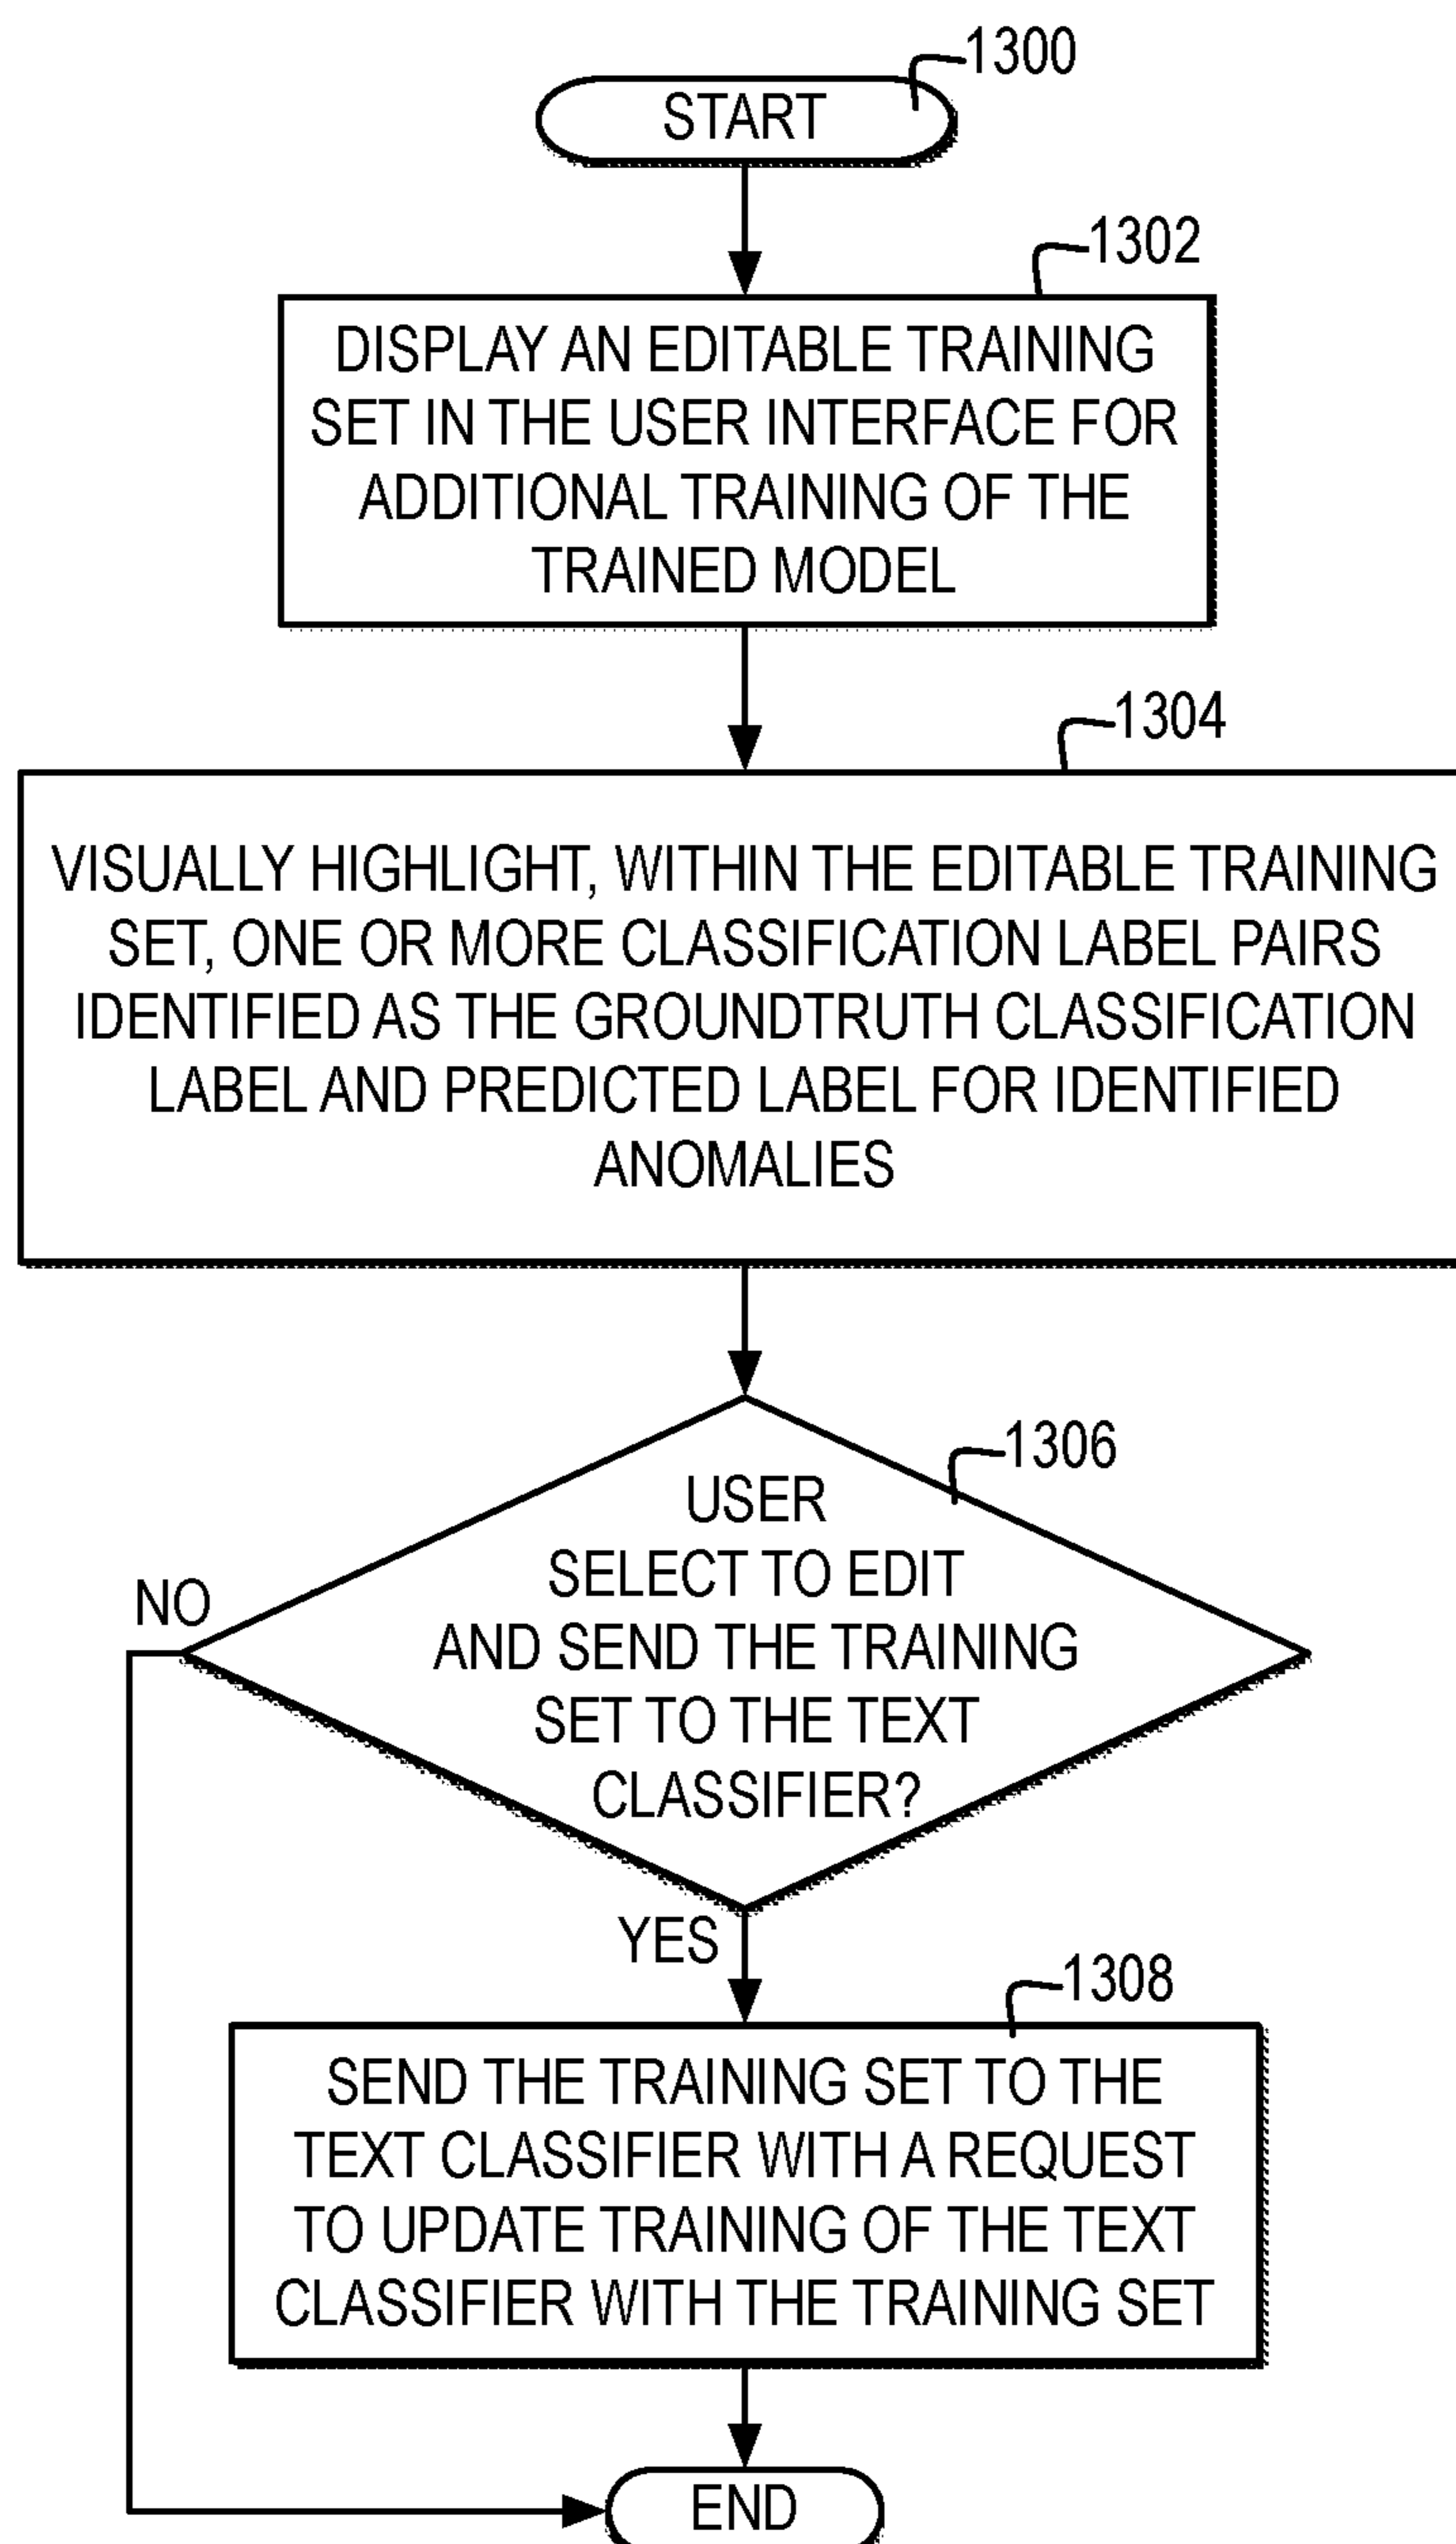 1300
START
1302
DISPLAY AN EDITABLE TRAINING
SET IN THE USER INTERFACE FOR
ADDITIONAL TRAINING OF THE
TRAINED MODEL
1304
VISUALLY HIGHLIGHT, WITHIN THE EDITABLE TRAINING
SET, ONE OR MORE CLASSIFICATION LABEL PAIRS
IDENTIFIED AS THE GROUNDTRUTH CLASSIFICATION
LABEL AND PREDICTED LABEL FOR IDENTIFIED
ANOMALIES
1306
USER
SELECT TO EDIT
AND SEND THE TRAINING
SET TO THE TEXT
CLASSIFIER?
NO
YES
1308
SEND THE TRAINING SET TO THE
TEXT CLASSIFIER WITH A REQUEST
TO UPDATE TRAINING OF THE TEXT
CLASSIFIER WITH THE TRAINING SET
END